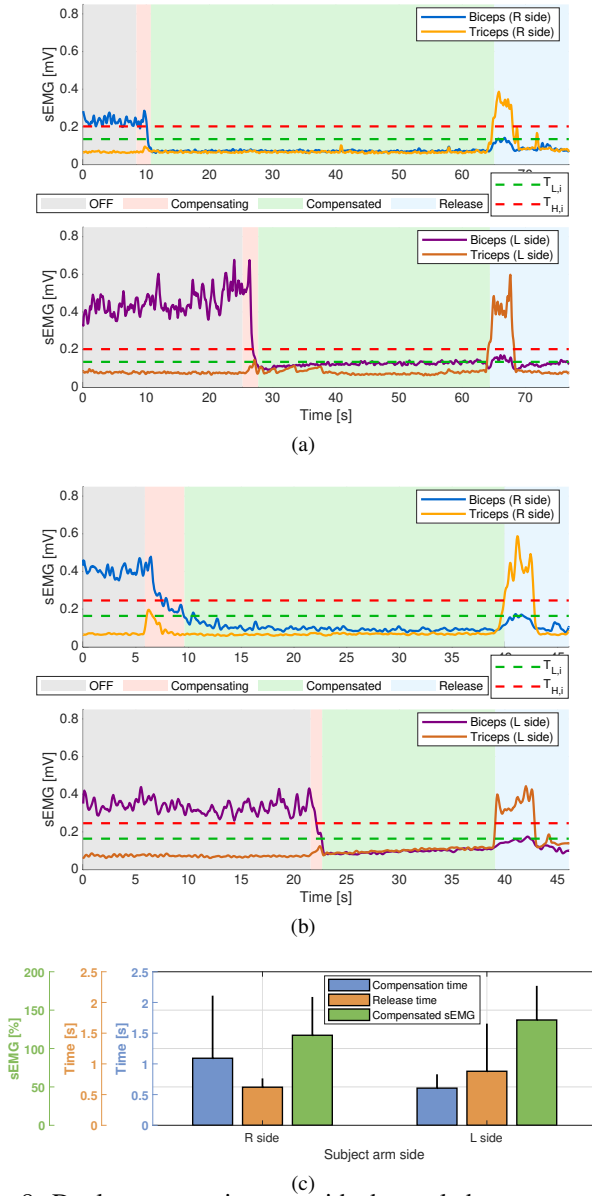 0.8
0.6
0.4
0.2
0
sEMG [mV]
Biceps (R side)
Triceps (R side)
0 10 20 30 40 50 60 70
T_L,i
T_H,i
OFF Compensating Compensated Release
0.8
0.6
0.4
0.2
0
sEMG [mV]
Biceps (L side)
Triceps (L side)
0 10 20 30 40 50 60 70
Time [s]
(a)
0.8
0.6
0.4
0.2
0
sEMG [mV]
Biceps (R side)
Triceps (R side)
0 5 10 15 20 25 30 35 40 45
T_L,i
T_H,i
OFF Compensating Compensated Release
0.8
0.6
0.4
0.2
0
sEMG [mV]
Biceps (L side)
Triceps (L side)
0 5 10 15 20 25 30 35 40 45
Time [s]
(b)
200 2.5 2.5
150 2 2
1.5 1.5
100
1 1
50 0.5 0.5
0 0 0
sEMG [%]
Time [s]
Time [s]
Compensation time
Release time
Compensated sEMG
R side L side
Subject arm side
(c)